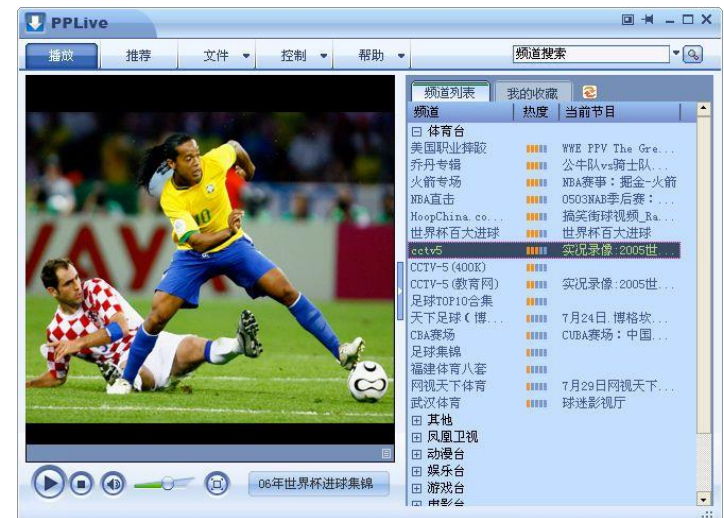 PPLive
播放 推荐 文件 控制 帮助 频道搜索
频道列表 我的收藏
频道 热度 当前节目
体育台
美国职业摔跤 WWE PPV The Gre...
乔丹专辑 公牛队vs骑士队...
火箭专场 NBA赛事：掘金-火箭
NBA直击 0503NAB季后赛：...
HoopChina.co... 搞笑街球视频_Ra...
世界杯百大进球 世界杯百大进球
cctv5 实况录像:2005世...
CCTV-5(400K)
CCTV-5(教育网) 实况录像:2005世...
足球TOP10合集
天下足球(博... 7月24日.博格坎...
CBA赛场 CUBA赛场：中国...
足球集锦
福建体育八套
网视天下体育 7月29日网视天下...
武汉体育 球迷影视厅
其他
凤凰卫视
动漫台
娱乐台
游戏台
电影台
06年世界杯进球集锦
10